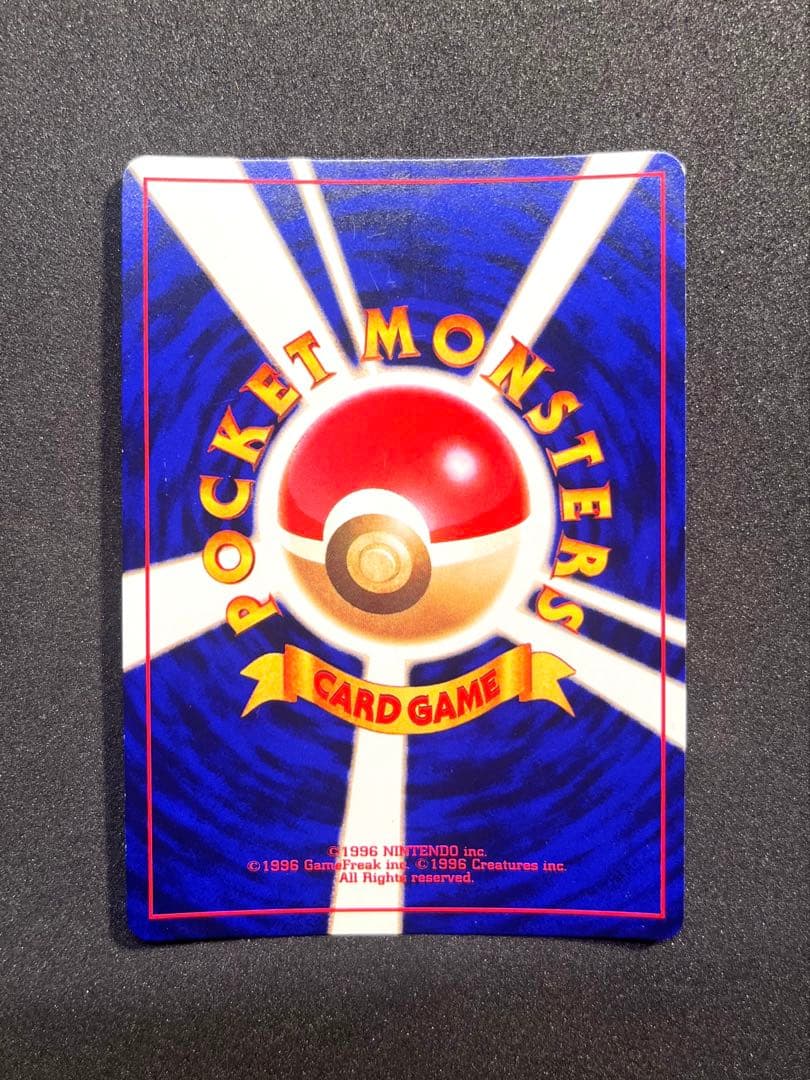 POCKET MONSTERS
CARD GAME
©1996 NINTENDO inc.
©1996 GameFreak inc. ©1996 Creatures inc.
All Rights reserved.